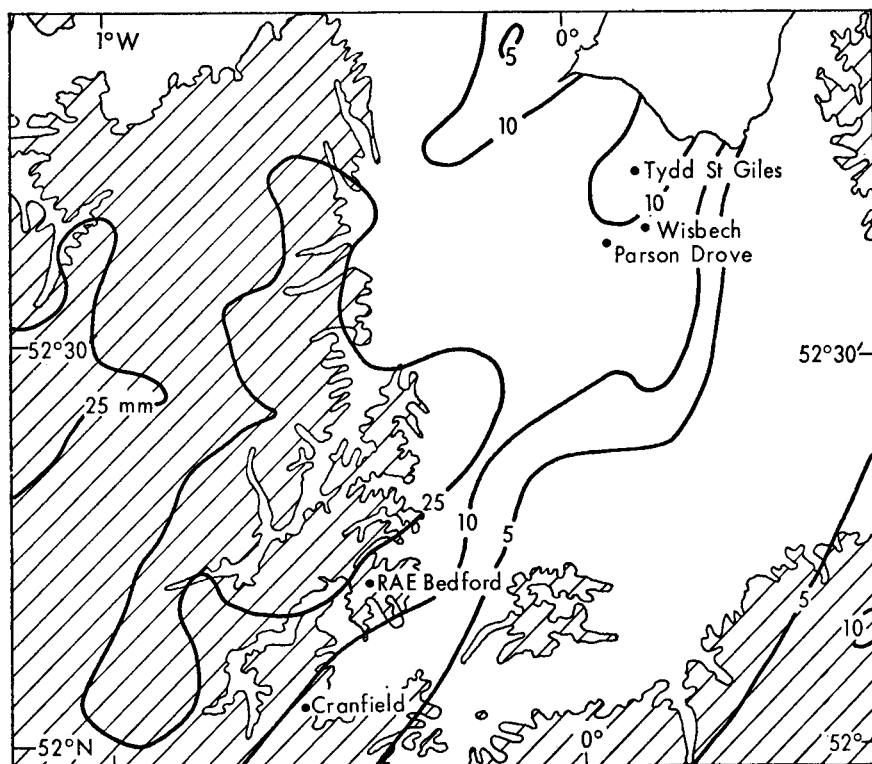 1°W
0°
5
10
Tydd St Giles
10
Wisbech
Parson Drove
52°30
52°30'
25 mm
25
10
5
RAE Bedford
5
10
Cranfield
52°N
0°
52°